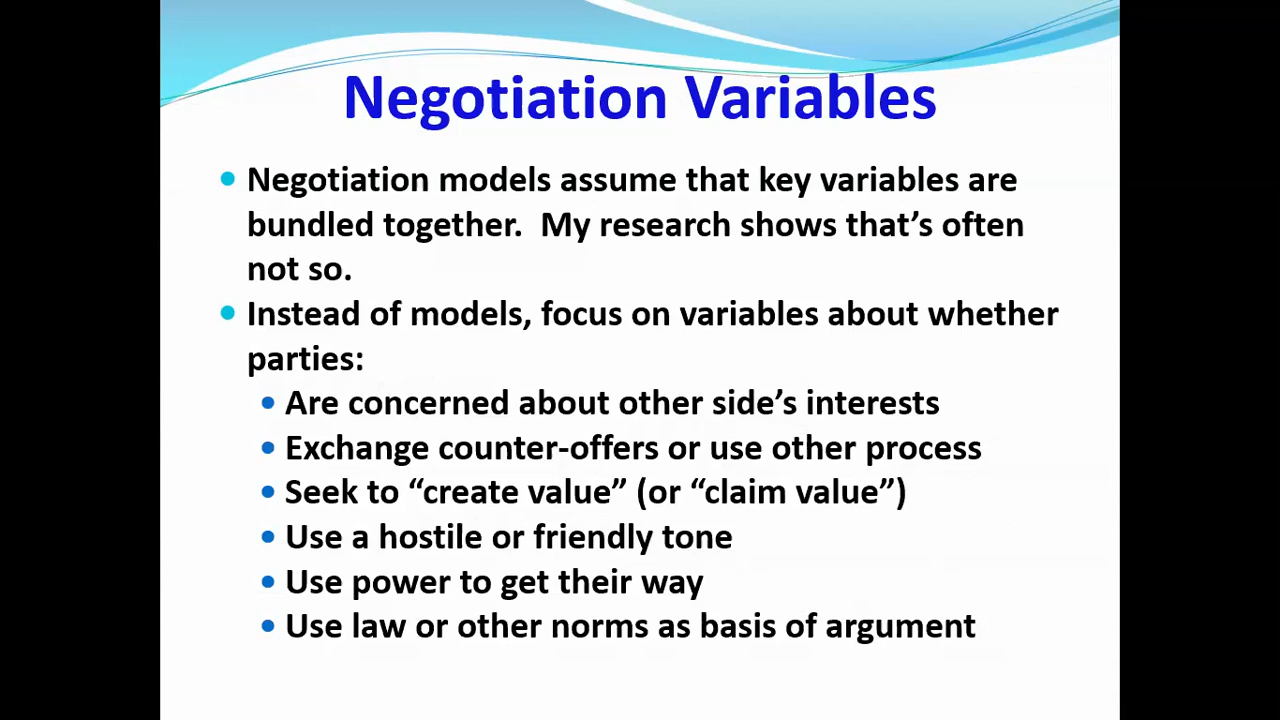 Negotiation Variables
• Negotiation models assume that key variables are
bundled together.  My research shows that’s often
not so.
• Instead of models, focus on variables about whether
parties:
• Are concerned about other side’s interests
• Exchange counter-offers or use other process
• Seek to “create value” (or “claim value”)
• Use a hostile or friendly tone
• Use power to get their way
• Use law or other norms as basis of argument